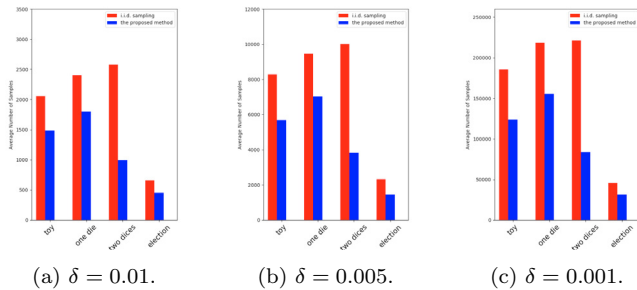 i.i.d. sampling
the proposed method
Average Number of Samples
3500
3000
2500
2000
1500
1000
500
0
toy
one die
two dices
election
(a) δ = 0.01.
i.i.d. sampling
the proposed method
Average Number of Samples
12000
10000
8000
6000
4000
2000
0
toy
one die
two dices
election
(b) δ = 0.005.
i.i.d. sampling
the proposed method
Average Number of Samples
250000
200000
150000
100000
50000
0
toy
one die
two dices
election
(c) δ = 0.001.